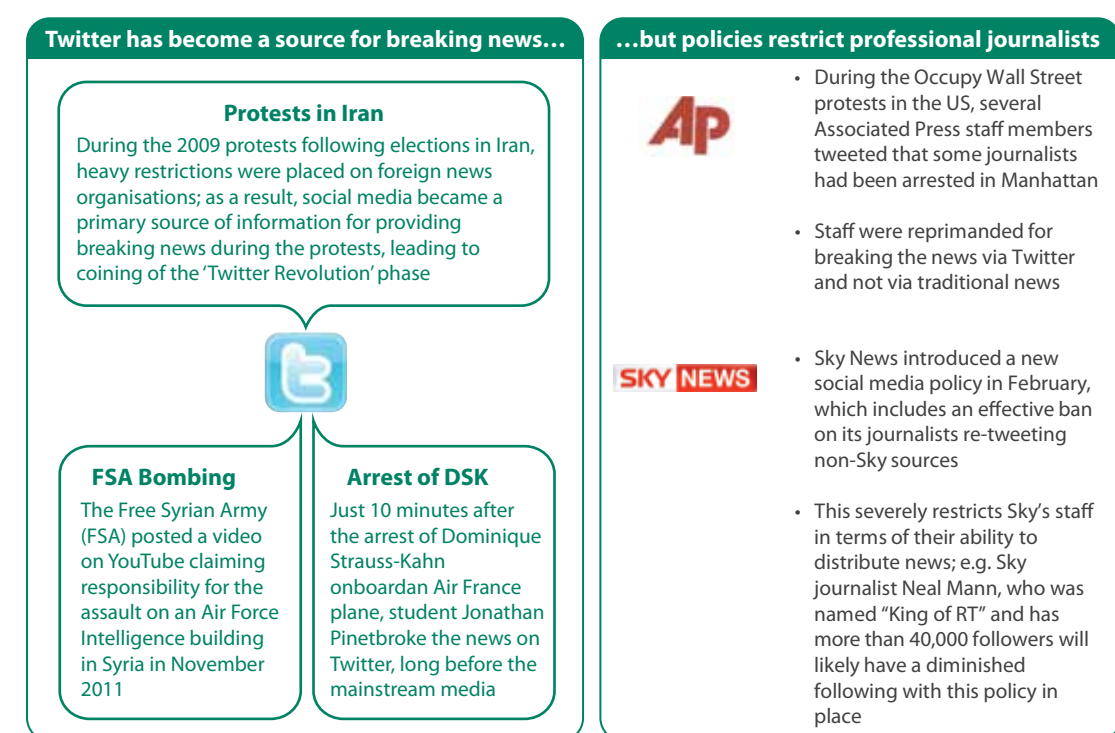 Twitter has become a source for breaking news…
Protests in Iran
During the 2009 protests following elections in Iran,
heavy restrictions were placed on foreign news
organisations; as a result, social media became a
primary source of information for providing
breaking news during the protests, leading to
coining of the ‘Twitter Revolution’ phase
t
FSA Bombing
The Free Syrian Army
(FSA) posted a video
on YouTube claiming
responsibility for the
assault on an Air Force
Intelligence building
in Syria in November
2011
Arrest of DSK
Just 10 minutes after
the arrest of Dominique
Strauss-Kahn
onboardan Air France
plane, student Jonathan
Pinetbroke the news on
Twitter, long before the
mainstream media
…but policies restrict professional journalists
AP
• During the Occupy Wall Street
protests in the US, several
Associated Press staff members
tweeted that some journalists
had been arrested in Manhattan
• Staff were reprimanded for
breaking the news via Twitter
and not via traditional news
SKY NEWS
• Sky News introduced a new
social media policy in February,
which includes an effective ban
on its journalists re-tweeting
non-Sky sources
• This severely restricts Sky’s staff
in terms of their ability to
distribute news; e.g. Sky
journalist Neal Mann, who was
named “King of RT” and has
more than 40,000 followers will
likely have a diminished
following with this policy in
place